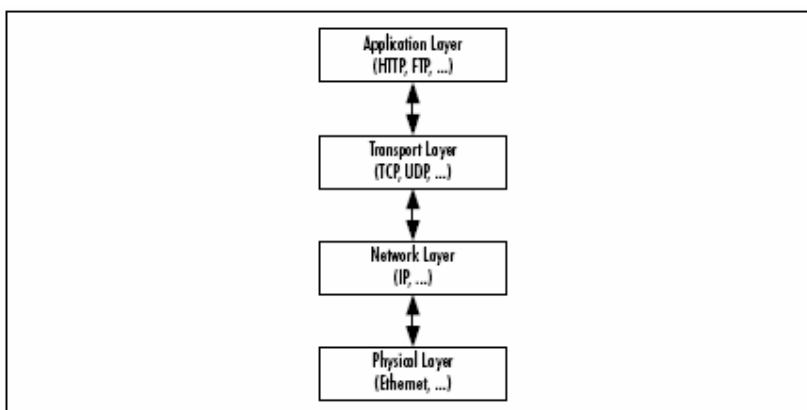 Application Layer
(HTTP, FTP, ...)
Transport Layer
(TCP, UDP, ...)
Network Layer
(IP, ...)
Physical Layer
(Ethernet, ...)